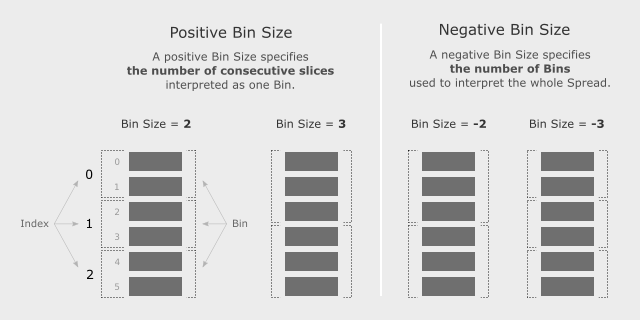 Positive Bin Size
A positive Bin Size specifies
the number of consecutive slices
interpreted as one Bin.
Negative Bin Size
A negative Bin Size specifies
the number of Bins
used to interpret the whole Spread.
Bin Size = 2
Bin Size = 3
Bin Size = -2
Bin Size = -3
Index
0
1
2
0
1
2
3
4
5
Bin